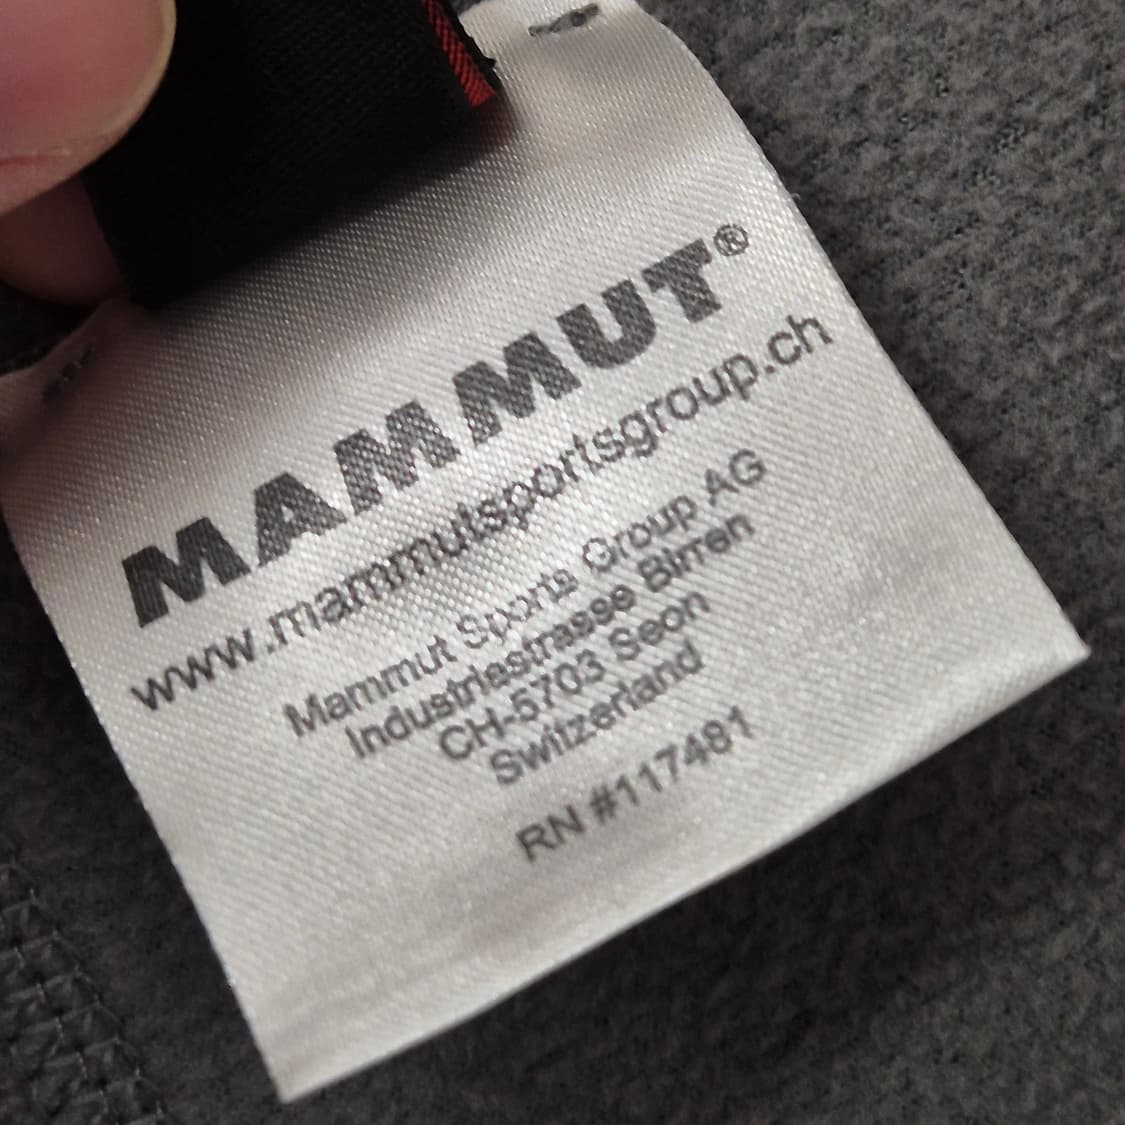 MAMMUT®
www.mammutsportsgroup.ch
Mammut Sports Group AG
Industriestrasse Birren
CH-5703 Seon
Switzerland
RN #117481